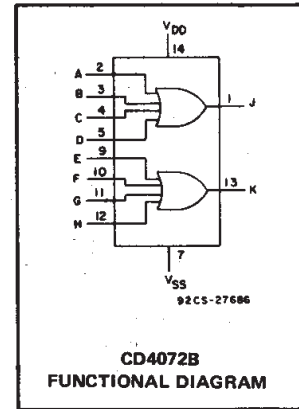 VDD
14
A 2
B 3
C 4
D 5
E 9
F 10
G 11
H 12
1 J
13 K
7
VSS
92CS-27686
CD4072B
FUNCTIONAL DIAGRAM